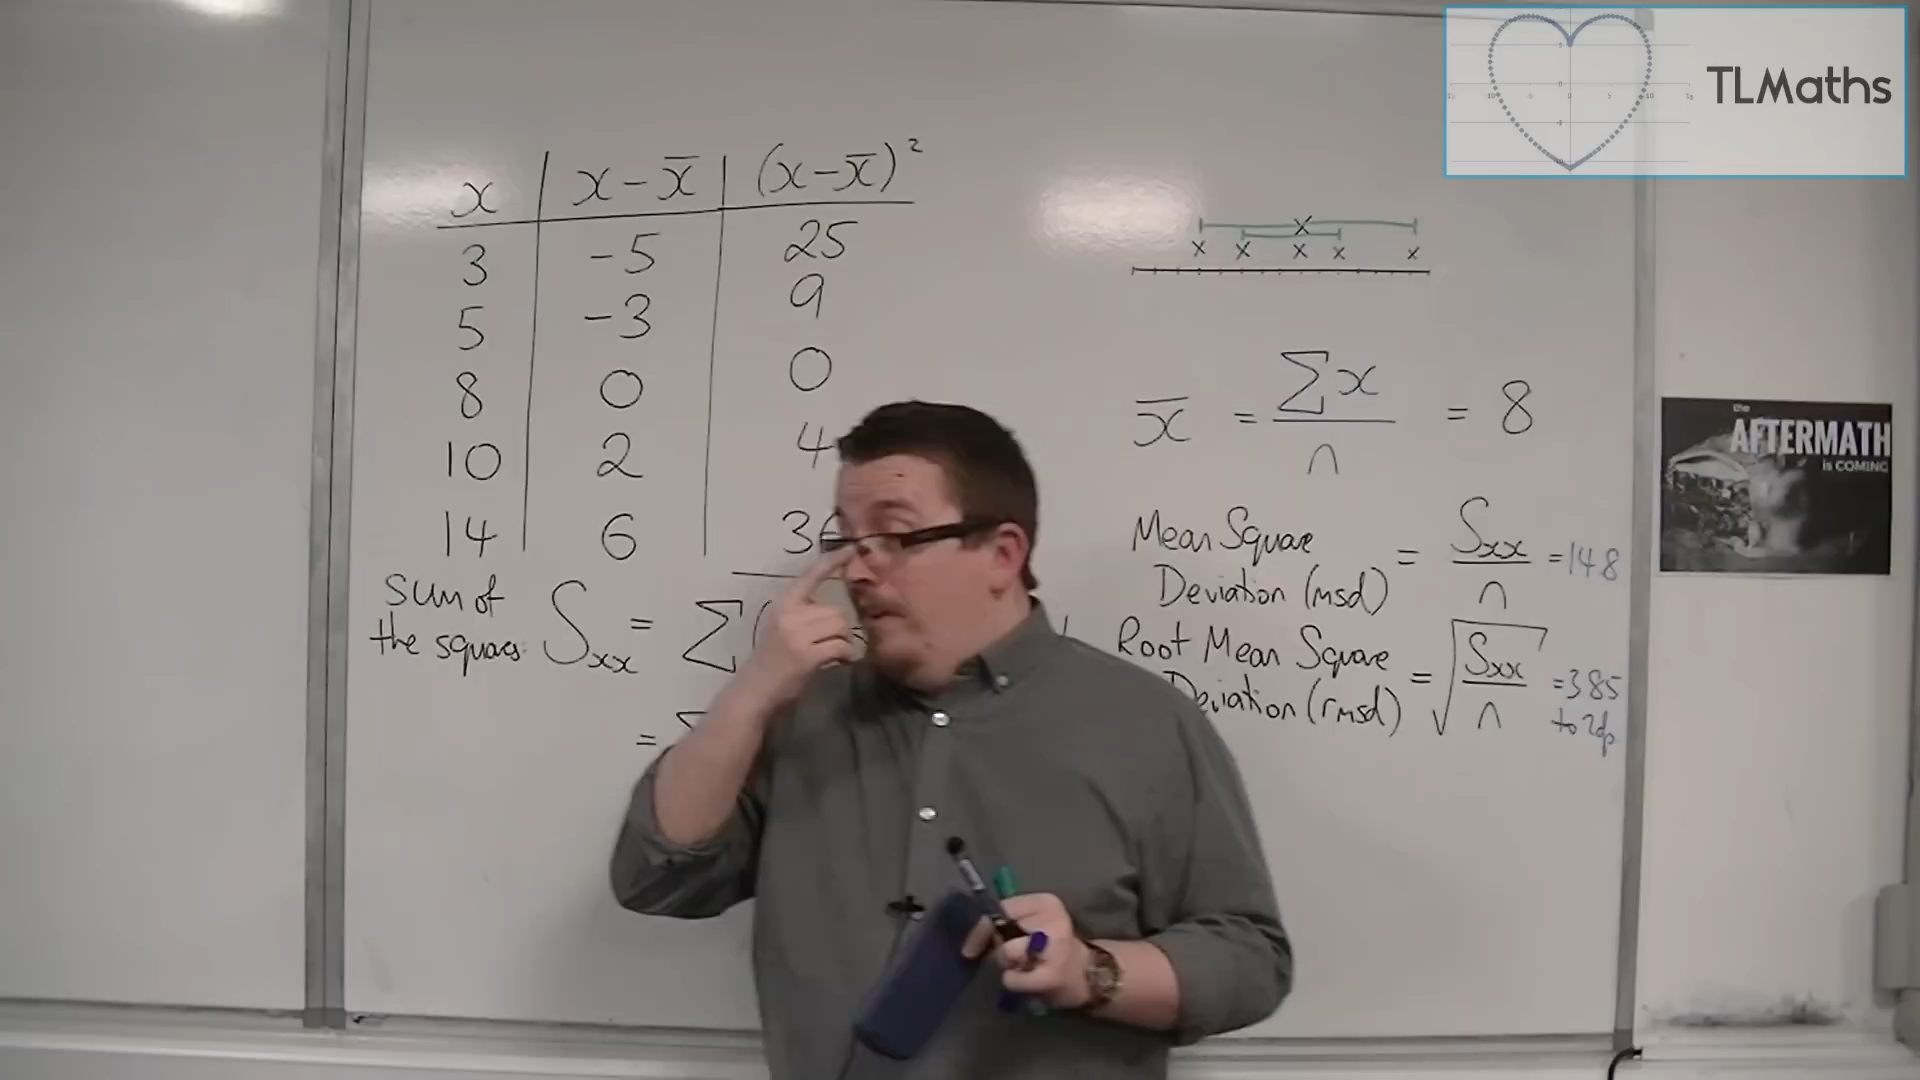 TLMaths
x | x - x̄ | (x - x̄)²
3 | -5 | 25
5 | -3 | 9
8 | 0 | 0
10 | 2 | 4
14 | 6 | 36
sum of
the squares Sxx = Σ(
=
x x x x x x
x̄ = Σx / n = 8
Mean Square
Deviation (msd) = Sxx / n = 14.8
Root Mean Square
Deviation (rmsd) = √(Sxx / n) = 3.85
to 2dp
the
AFTERMATH
is COMING